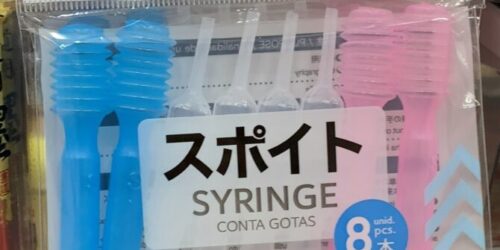 スポイト
SYRINGE
CONTA GOTAS
8 unid.
pcs.
本